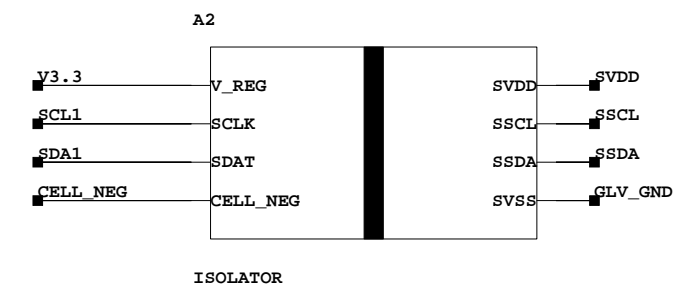 A2
V3.3 V_REG SVDD SVDD
SCL1 SCLK SSCL SSCL
SDA1 SDAT SSDA SSDA
CELL_NEG CELL_NEG SVSS GLV_GND
ISOLATOR